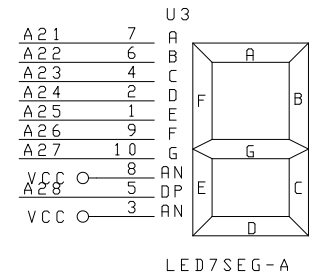 U3
A21 7 A
A22 6 B
A23 4 C
A24 2 D
A25 1 E
A26 9 F
A27 10 G
VCC 8 AN
A28 5 DP
VCC 3 AN
A
F B
G
E C
D
LED7SEG-A